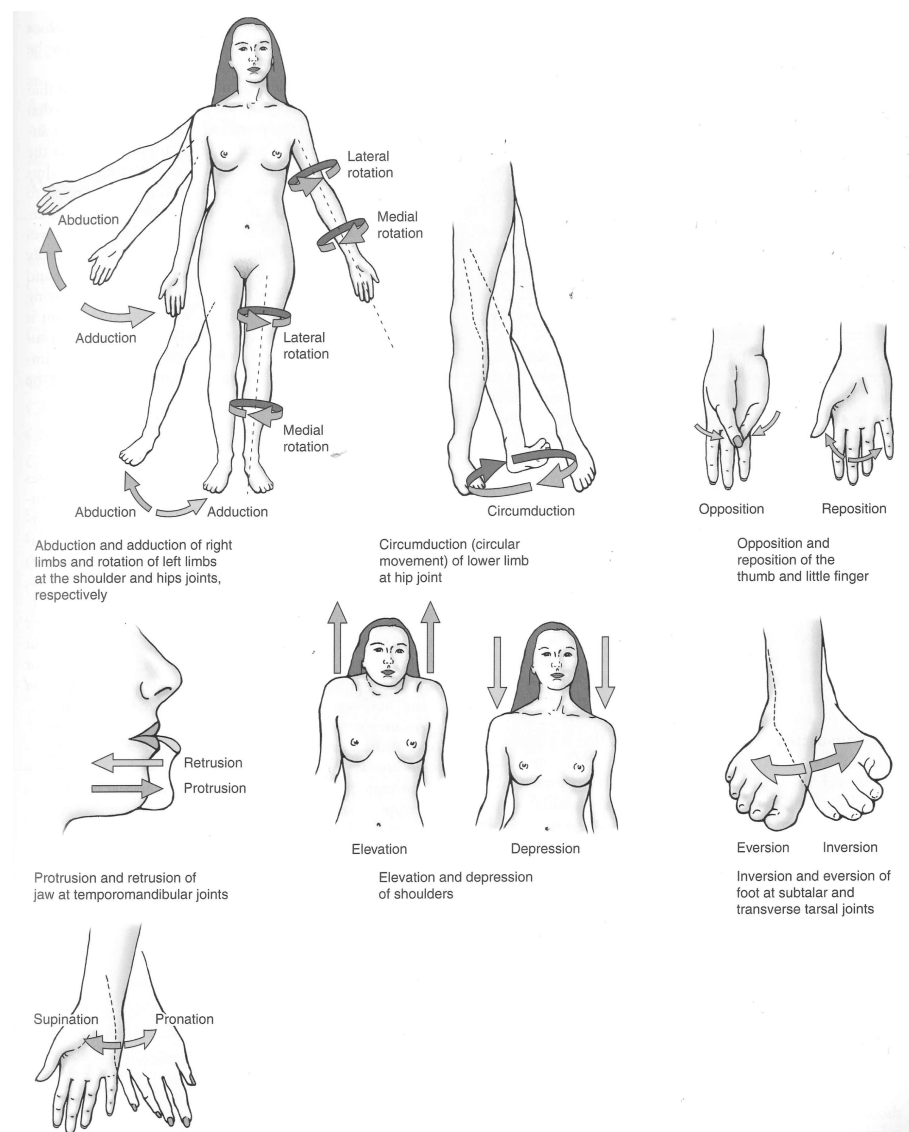 Lateral
rotation
Medial
rotation
Abduction
Adduction
Lateral
rotation
Medial
rotation
Abduction
Adduction
Abduction and adduction of right
limbs and rotation of left limbs
at the shoulder and hips joints,
respectively
Circumduction
Circumduction (circular
movement) of lower limb
at hip joint
Opposition
Reposition
Opposition and
reposition of the
thumb and little finger
Retrusion
Protrusion
Protrusion and retrusion of
jaw at temporomandibular joints
Elevation
Depression
Elevation and depression
of shoulders
Eversion
Inversion
Inversion and eversion of
foot at subtalar and
transverse tarsal joints
Supination
Pronation